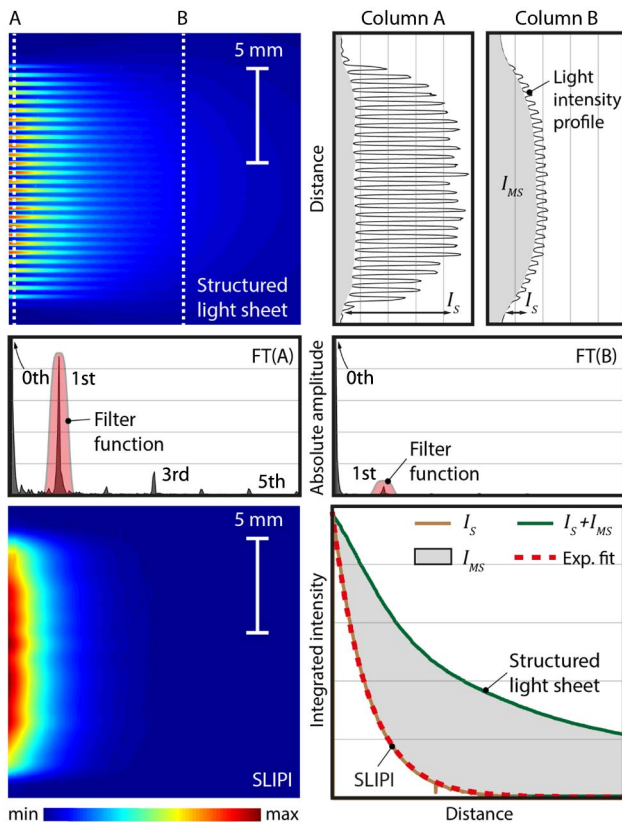 A
B
5 mm
Structured
light sheet
Column A
Column B
Distance
Light
intensity
profile
I_MS
I_S
I_S
FT(A)
0th
1st
Filter
function
3rd
5th
Absolute amplitude
FT(B)
0th
1st
Filter
function
5 mm
SLIPI
min
max
Integrated intensity
I_S
I_S+I_MS
I_MS
Exp. fit
Structured
light sheet
SLIPI
Distance